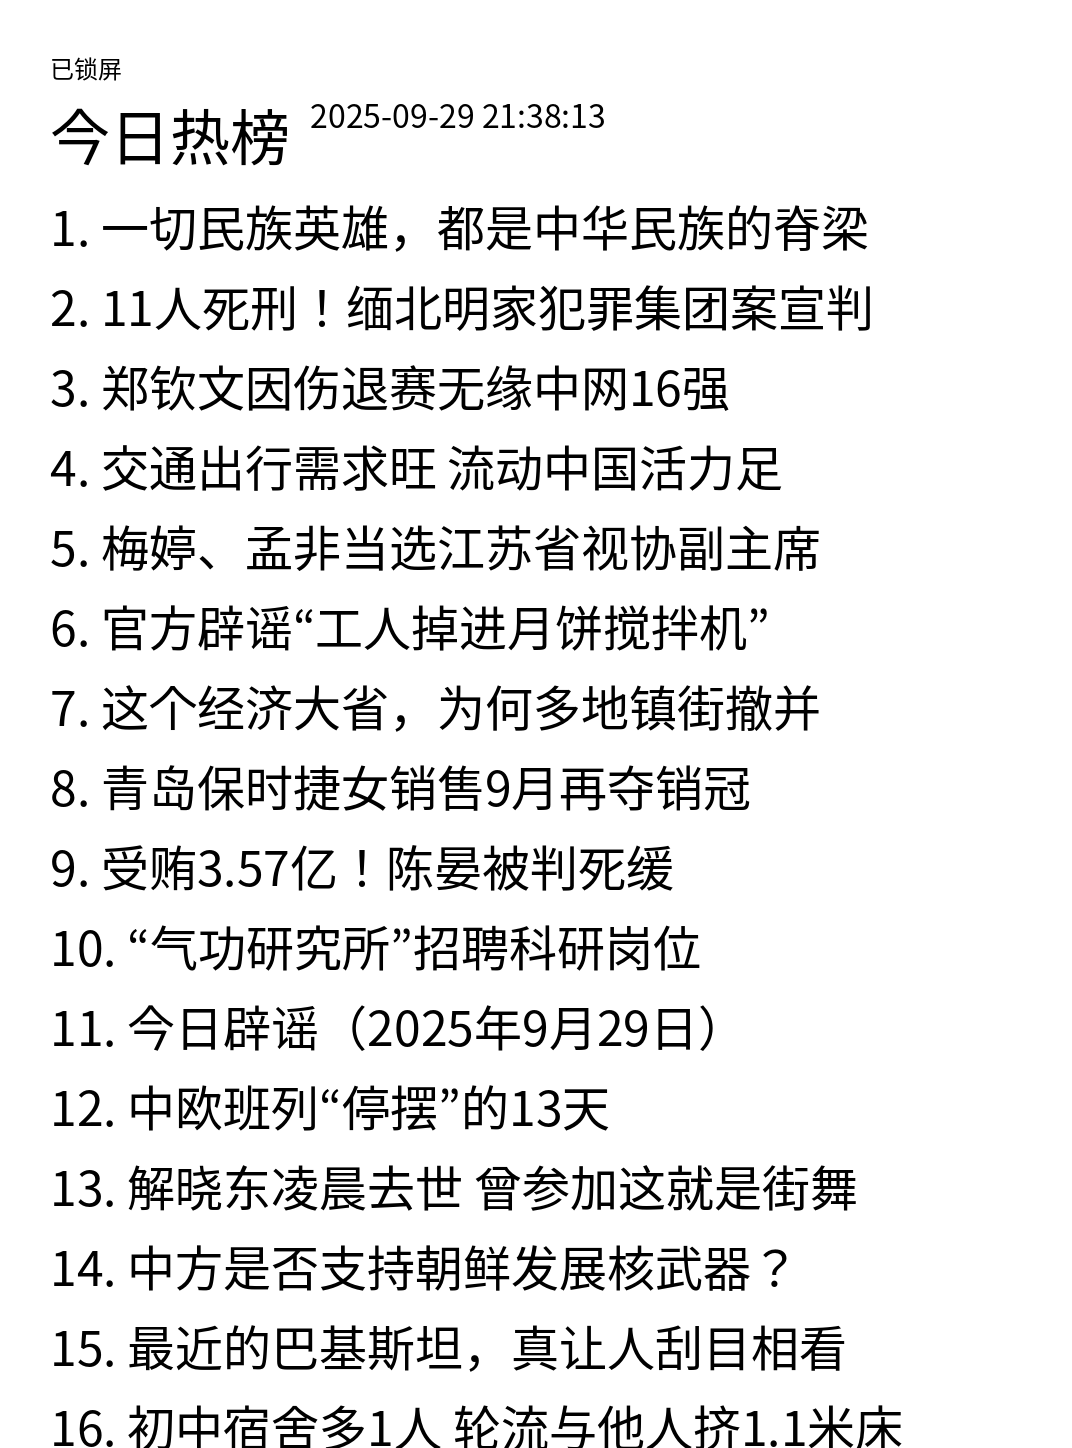 已锁屏
今日热榜 2025-09-29 21:38:13
1. 一切民族英雄，都是中华民族的脊梁
2. 11人死刑！缅北明家犯罪集团案宣判
3. 郑钦文因伤退赛无缘中网16强
4. 交通出行需求旺 流动中国活力足
5. 梅婷、孟非当选江苏省视协副主席
6. 官方辟谣“工人掉进月饼搅拌机”
7. 这个经济大省，为何多地镇街撤并
8. 青岛保时捷女销售9月再夺销冠
9. 受贿3.57亿！陈晏被判死缓
10. “气功研究所”招聘科研岗位
11. 今日辟谣（2025年9月29日）
12. 中欧班列“停摆”的13天
13. 解晓东凌晨去世 曾参加这就是街舞
14. 中方是否支持朝鲜发展核武器？
15. 最近的巴基斯坦，真让人刮目相看
16. 初中宿舍多1人 轮流与他人挤1.1米床